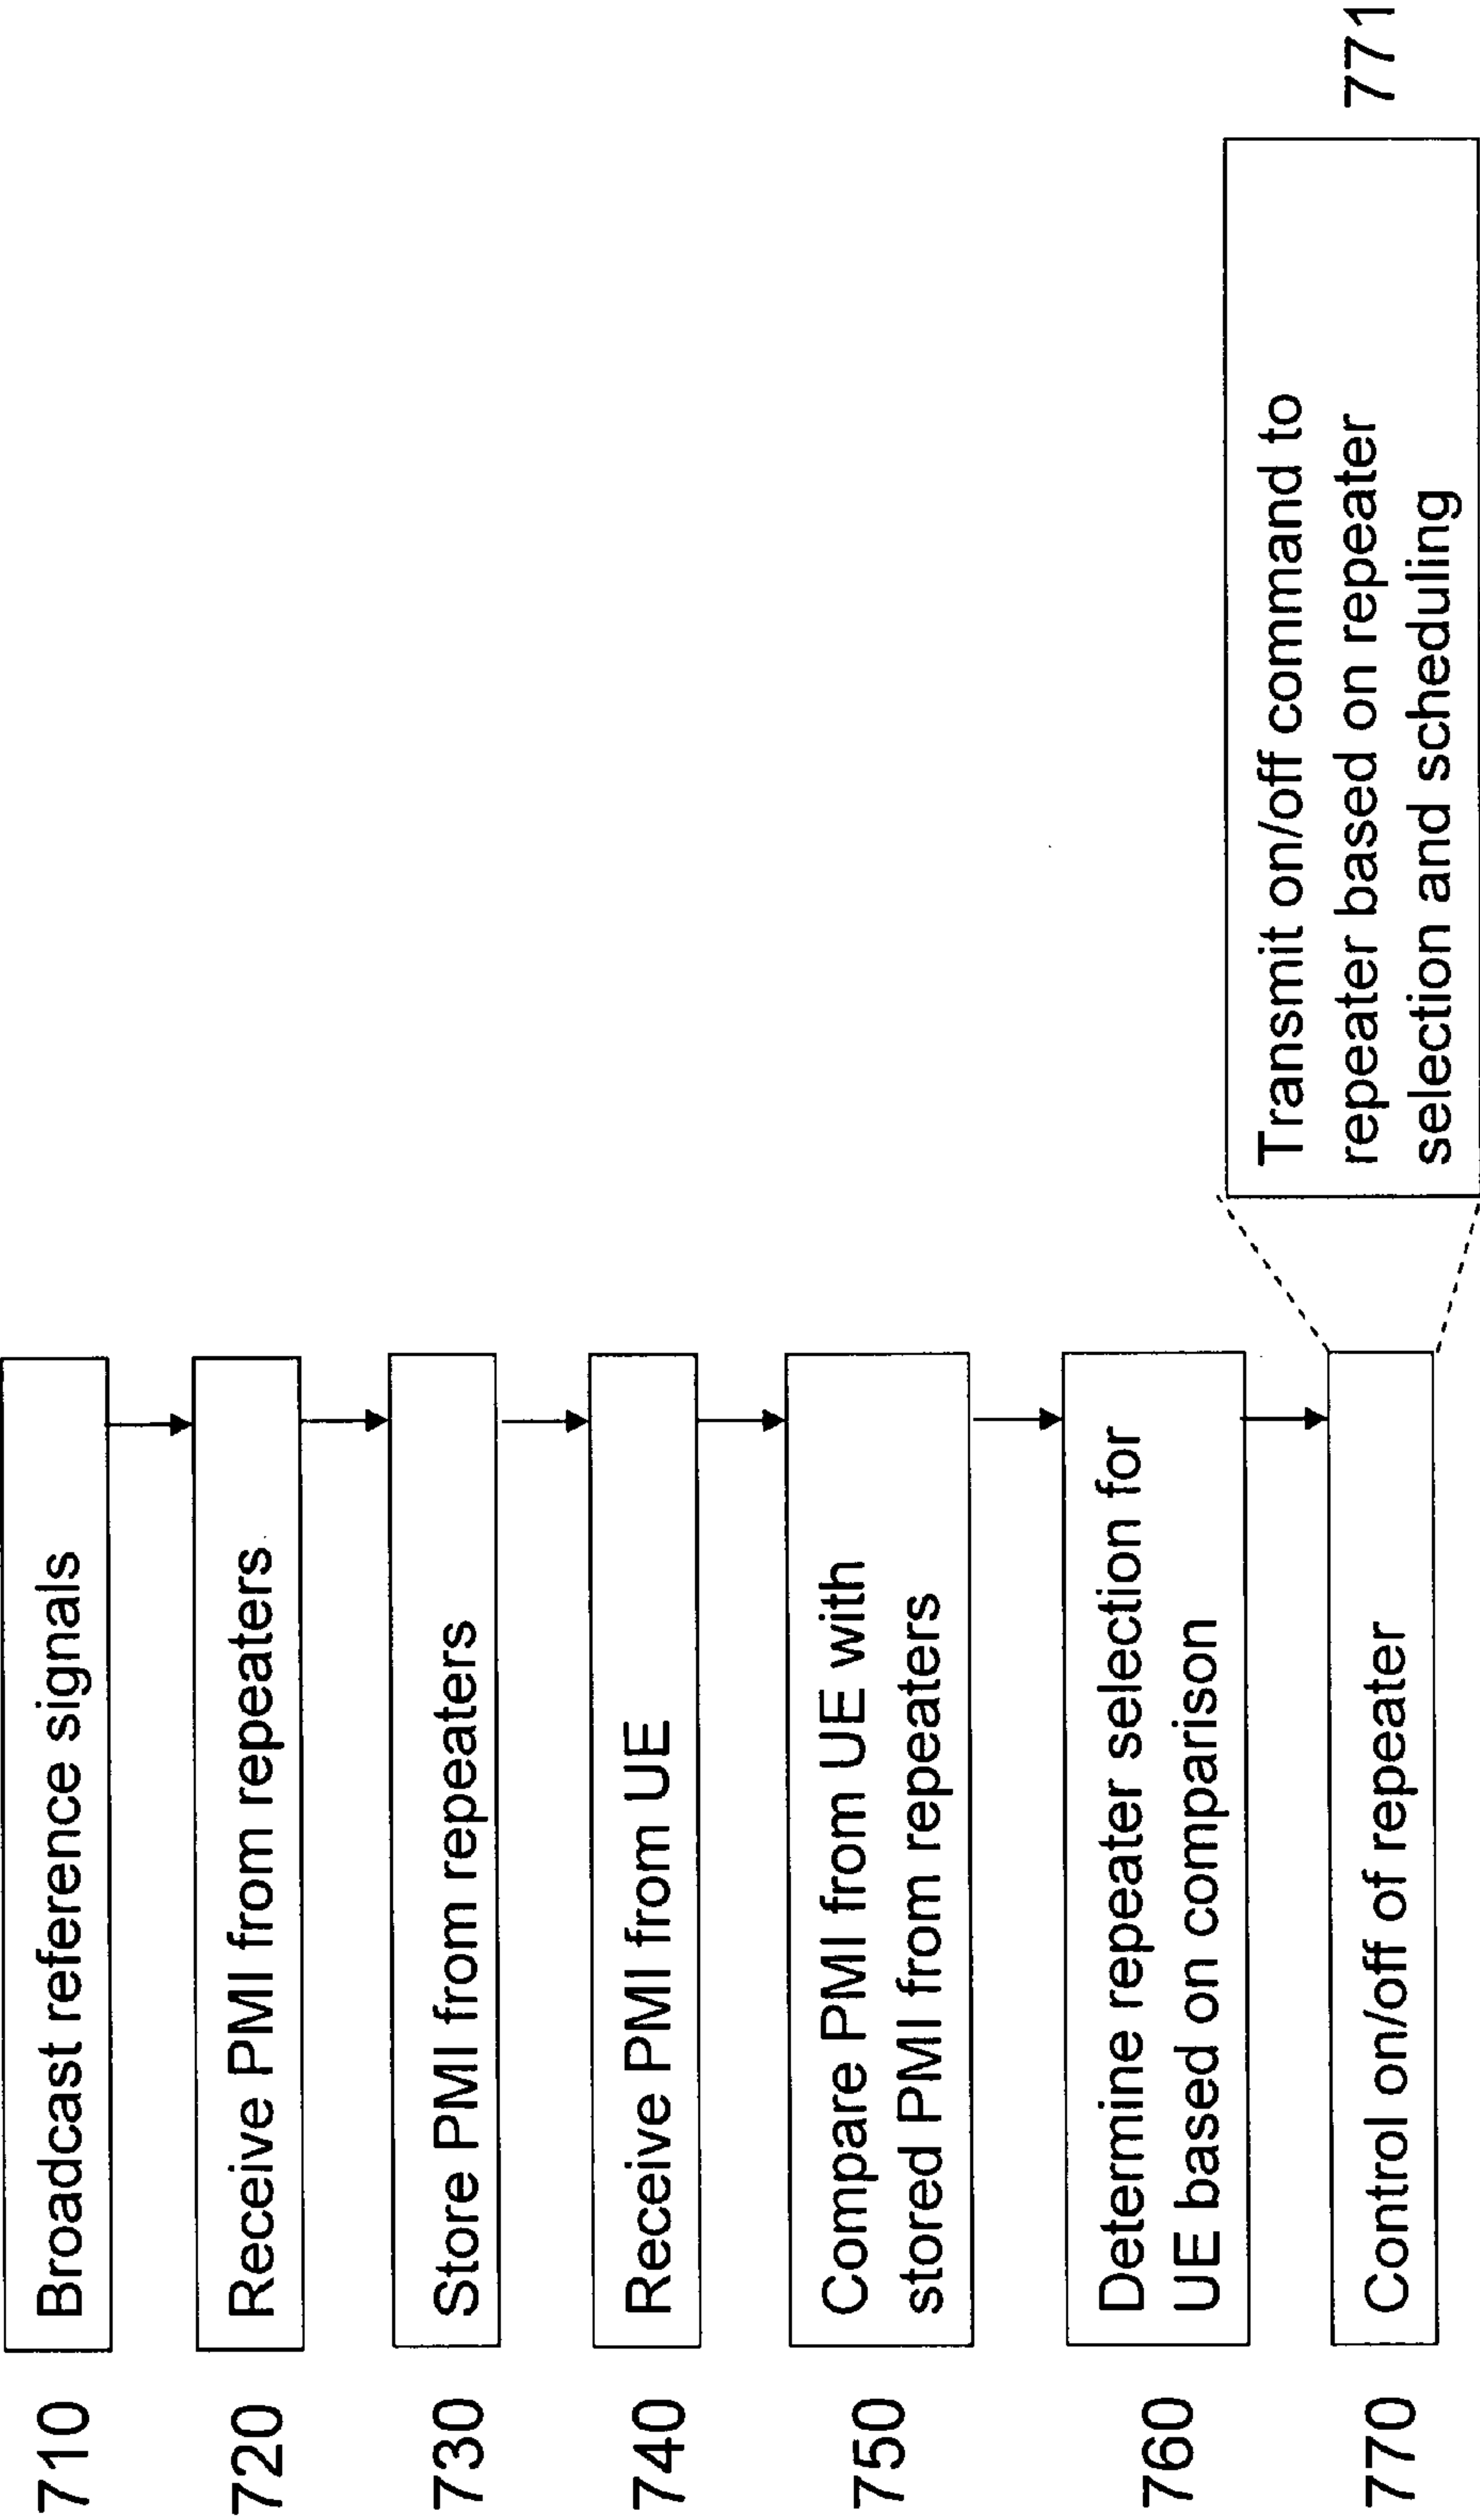 710
Broadcast reference signals
720
Receive PMI from repeaters
730
Store PMI from repeaters
740
Receive PMI from UE
750
Compare PMI from UE with
stored PMI from repeaters
760
Determine repeater selection for
UE based on comparison
770
Control on/off of repeater
Transmit on/off command to
repeater based on repeater
selection and scheduling
771